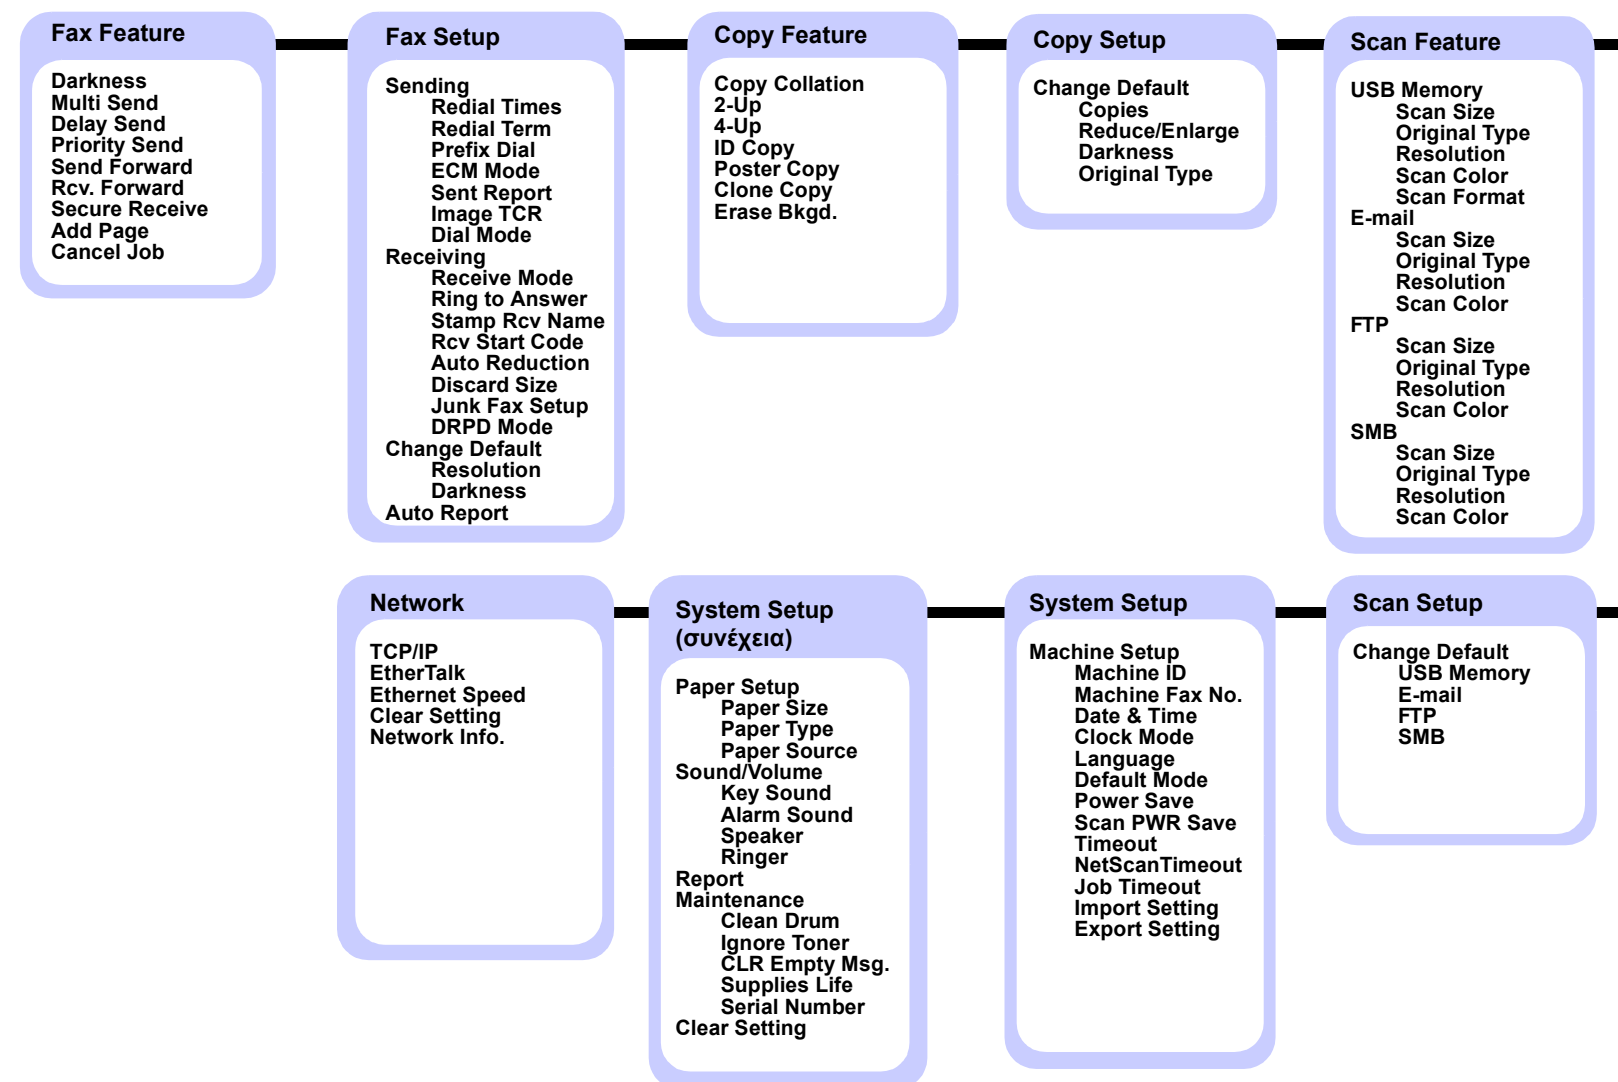 Fax Feature
Darkness
Multi Send
Delay Send
Priority Send
Send Forward
Rcv. Forward
Secure Receive
Add Page
Cancel Job
Fax Setup
Sending
Redial Times
Redial Term
Prefix Dial
ECM Mode
Sent Report
Image TCR
Dial Mode
Receiving
Receive Mode
Ring to Answer
Stamp Rcv Name
Rcv Start Code
Auto Reduction
Discard Size
Junk Fax Setup
DRPD Mode
Change Default
Resolution
Darkness
Auto Report
Copy Feature
Copy Collation
2-Up
4-Up
ID Copy
Poster Copy
Clone Copy
Erase Bkgd.
Copy Setup
Change Default
Copies
Reduce/Enlarge
Darkness
Original Type
Scan Feature
USB Memory
Scan Size
Original Type
Resolution
Scan Color
Scan Format
E-mail
Scan Size
Original Type
Resolution
Scan Color
FTP
Scan Size
Original Type
Resolution
Scan Color
SMB
Scan Size
Original Type
Resolution
Scan Color
Network
TCP/IP
EtherTalk
Ethernet Speed
Clear Setting
Network Info.
System Setup
(συνέχεια)
Paper Setup
Paper Size
Paper Type
Paper Source
Sound/Volume
Key Sound
Alarm Sound
Speaker
Ringer
Report
Maintenance
Clean Drum
Ignore Toner
CLR Empty Msg.
Supplies Life
Serial Number
Clear Setting
System Setup
Machine Setup
Machine ID
Machine Fax No.
Date & Time
Clock Mode
Language
Default Mode
Power Save
Scan PWR Save
Timeout
NetScanTimeout
Job Timeout
Import Setting
Export Setting
Scan Setup
Change Default
USB Memory
E-mail
FTP
SMB